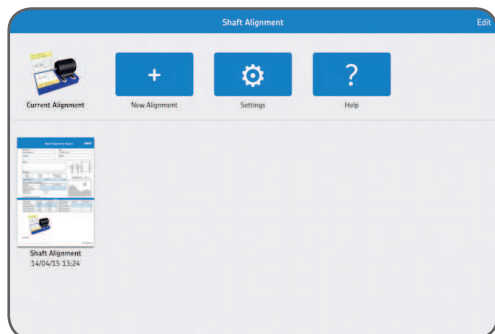 Shaft Alignment
Edit
+
?
Current Alignment
New Alignment
Settings
Help
Shaft Alignment
14/04/15 13:24